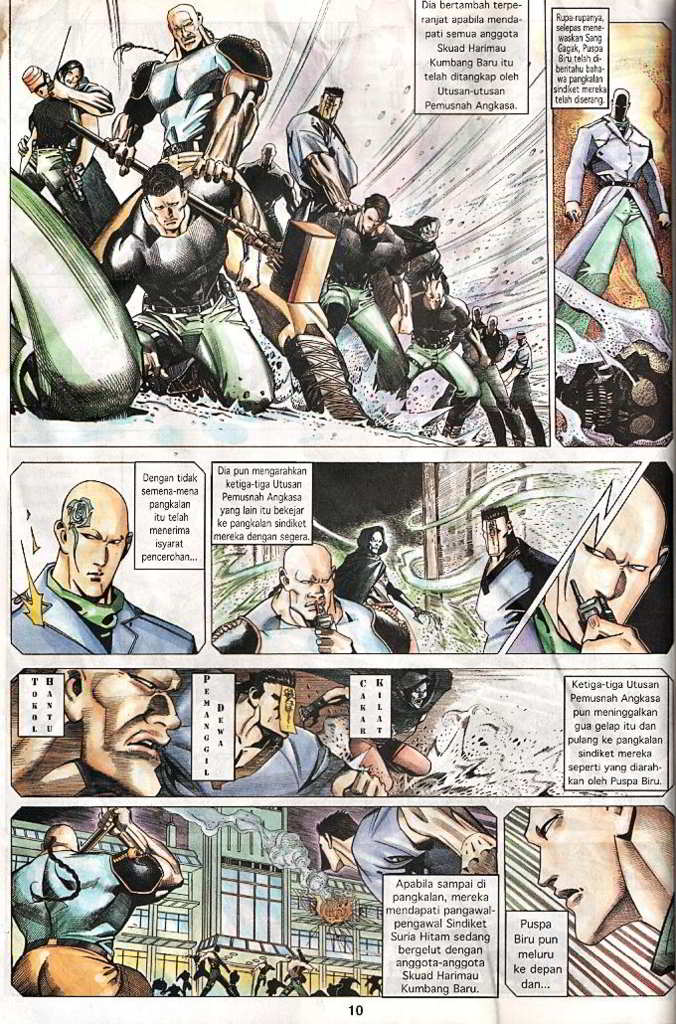 Dia bertambah terpe-
ranjat apabila menda-
pati semua anggota
Skuad Harimau
Kumbang Baru itu
telah ditangkap oleh
Utusan-utusan
Pemusnah Angkasa.
Rupa-rupanya,
selepas mene-
waskan Sang
Gagak, Puspa
Biru telah di-
beritahu baha-
wa pangkalan
sindiket mereka
telah diserang.
Dengan tidak
semena-mena
pangkalan
itu telah
menerima
isyarat
pencerohan...
Dia pun mengarahkan
ketiga-tiga Utusan
Pemusnah Angkasa
yang lain itu bekejar
ke pangkalan sindiket
mereka dengan segera.
HANTU
TOKOL
PEMANGGIL
DEWA
CAKAR
KILAT
Ketiga-tiga Utusan
Pemusnah Angkasa
pun meninggalkan
gua gelap itu dan
pulang ke pangkalan
sindiket mereka
seperti yang diarah-
kan oleh Puspa Biru.
Apabila sampai di
pangkalan, mereka
mendapati pangawal-
pengawal Sindiket
Suria Hitam sedang
bergelut dengan
anggota-anggota
Skuad Harimau
Kumbang Baru.
Puspa
Biru pun
meluru
ke depan
dan...
10